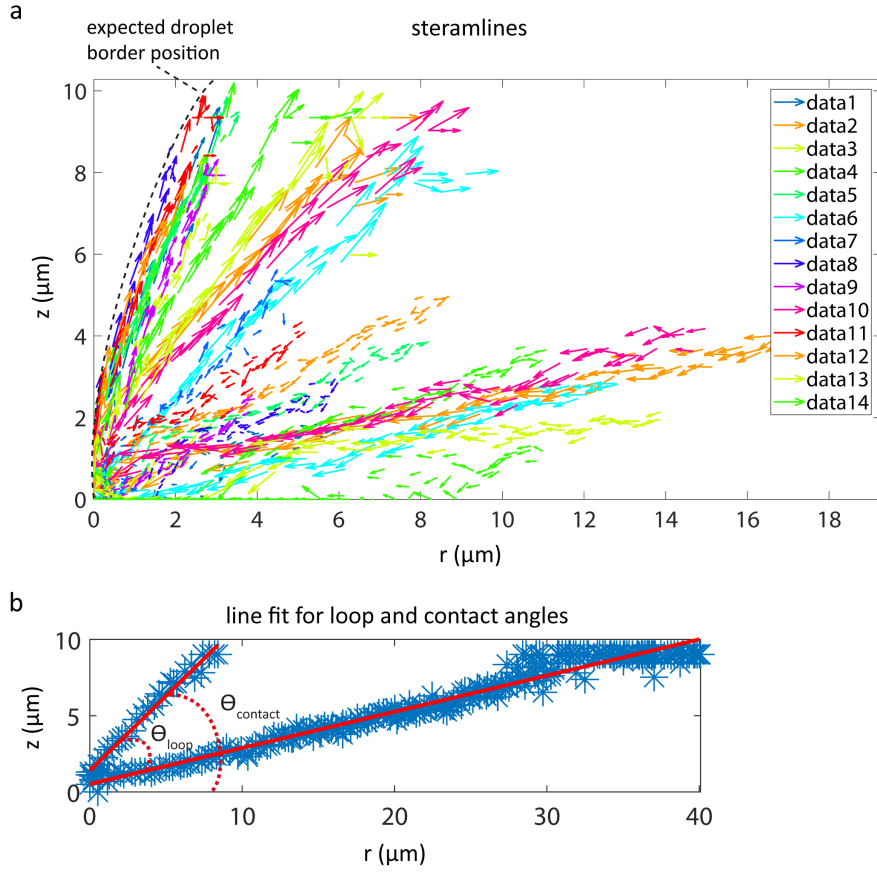 a
steramlines
expected droplet
border position
10
8
6
4
2
0
z (µm)
0 2 4 6 8 10 12 14 16 18
r (µm)
data1
data2
data3
data4
data5
data6
data7
data8
data9
data10
data11
data12
data13
data14
b
line fit for loop and contact angles
10
5
0
z (µm)
Θcontact
Θloop
0 10 20 30 40
r (µm)